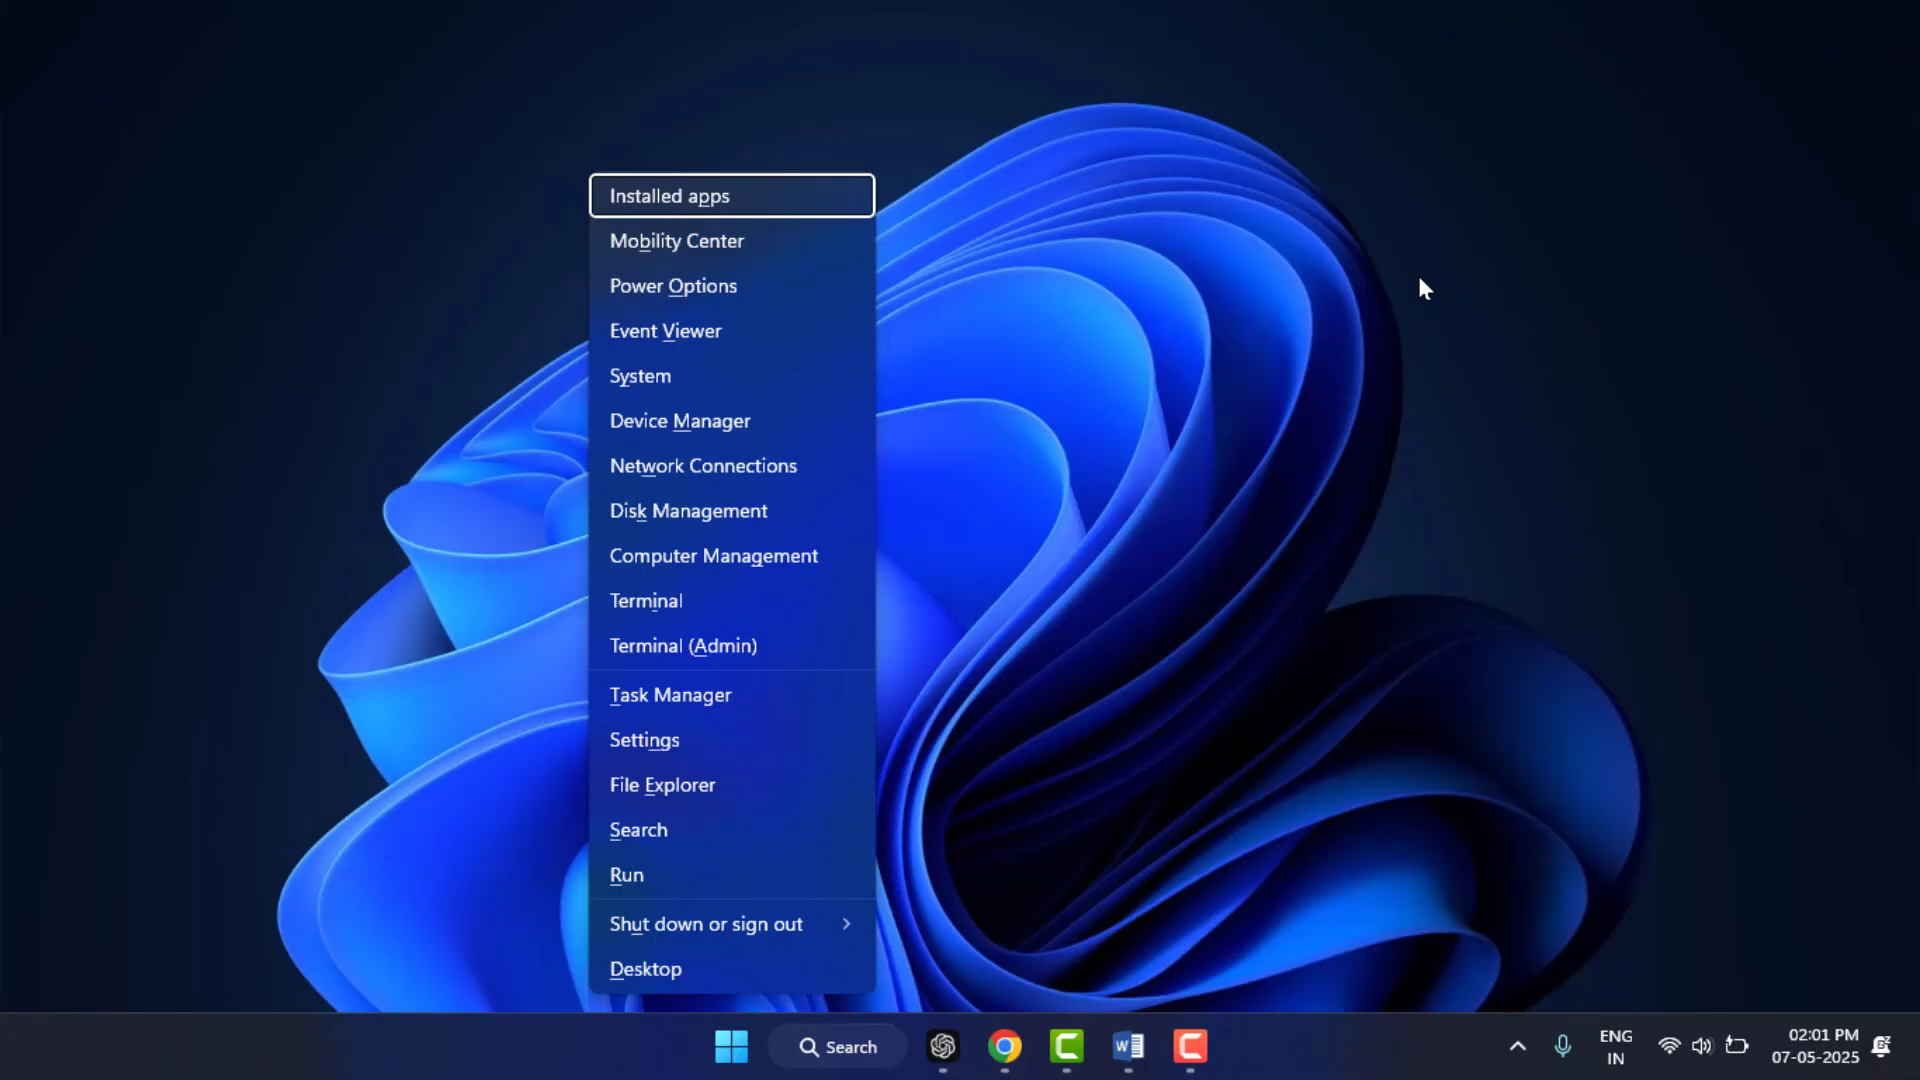 Installed apps
Mobility Center
Power Options
Event Viewer
System
Device Manager
Network Connections
Disk Management
Computer Management
Terminal
Terminal (Admin)
Task Manager
Settings
File Explorer
Search
Run
Shut down or sign out
Desktop
Search
ENG
IN
02:01 PM
07-05-2025